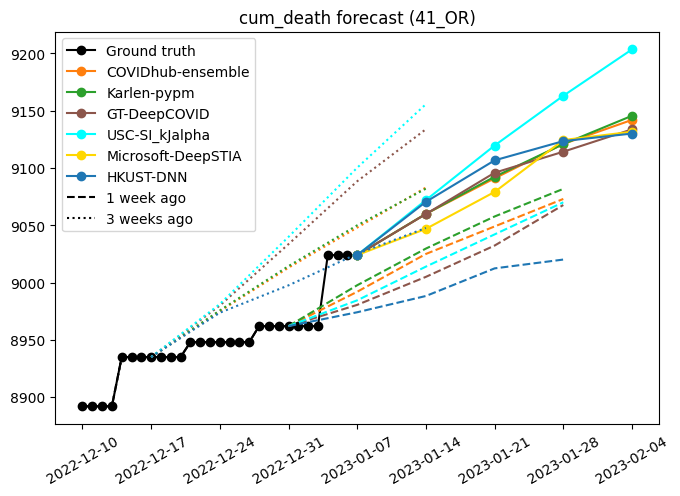 cum_death forecast (41_OR)
9200
9150
9100
9050
9000
8950
8900
Ground truth
COVIDhub-ensemble
Karlen-pypm
GT-DeepCOVID
USC-SI_kJalpha
Microsoft-DeepSTIA
HKUST-DNN
1 week ago
3 weeks ago
2022-12-10
2022-12-17
2022-12-24
2022-12-31
2023-01-07
2023-01-14
2023-01-21
2023-01-28
2023-02-04